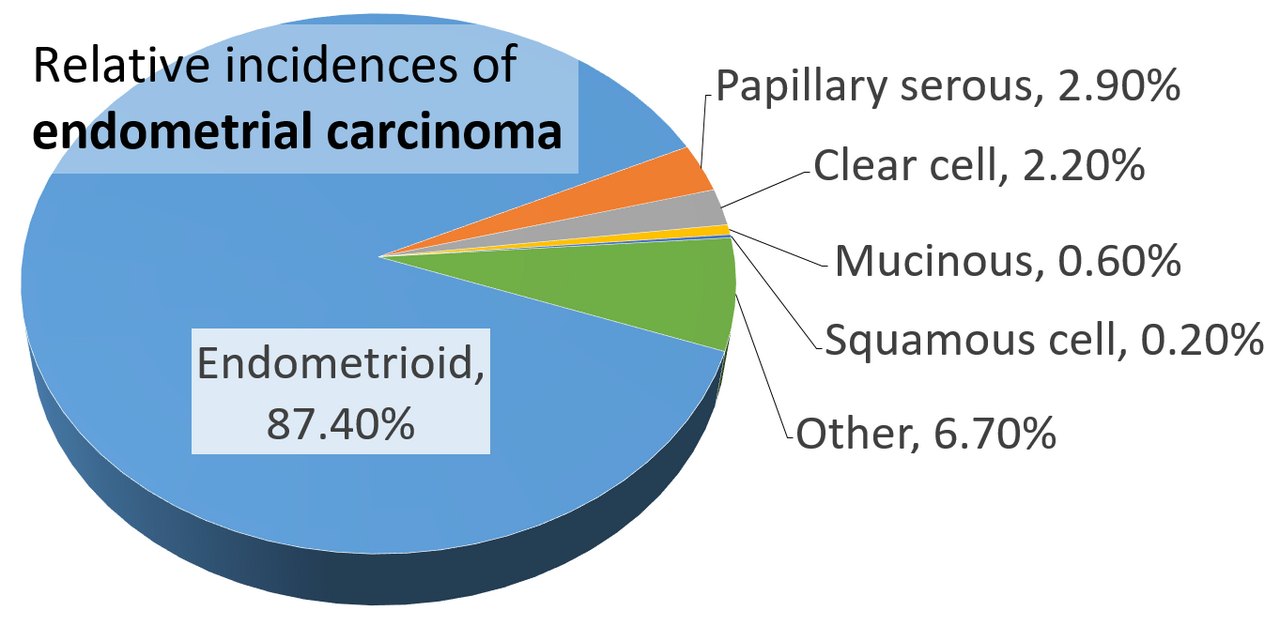 Relative incidences of
endometrial carcinoma
Papillary serous, 2.90%
Clear cell, 2.20%
Mucinous, 0.60%
Squamous cell, 0.20%
Other, 6.70%
Endometrioid,
87.40%